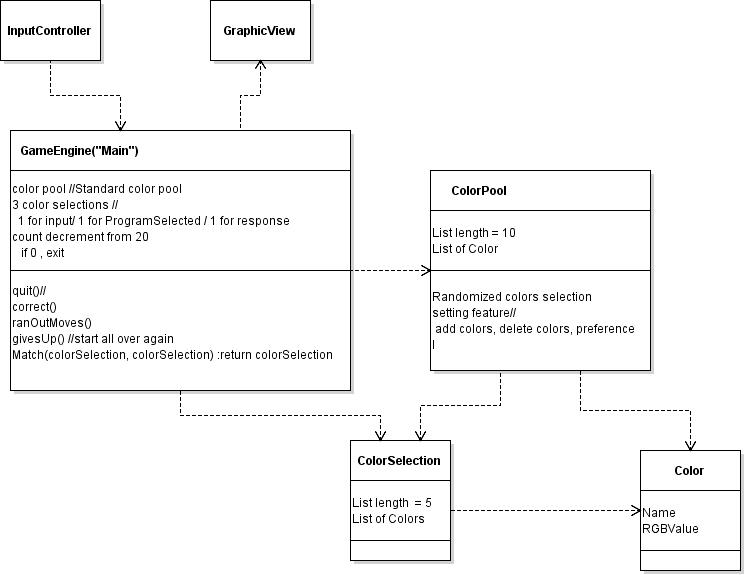 InputController
GraphicView
GameEngine("Main")
color pool //Standard color pool
3 color selections //
1 for input/ 1 for ProgramSelected / 1 for response
count decrement from 20
if 0 , exit
quit()//
correct()
ranOutMoves()
givesUp() //start all over again
Match(colorSelection, colorSelection) :return colorSelection
ColorPool
List length = 10
List of Color
Randomized colors selection
setting feature//
add colors, delete colors, preference
l
ColorSelection
List length = 5
List of Colors
Color
Name
RGBValue